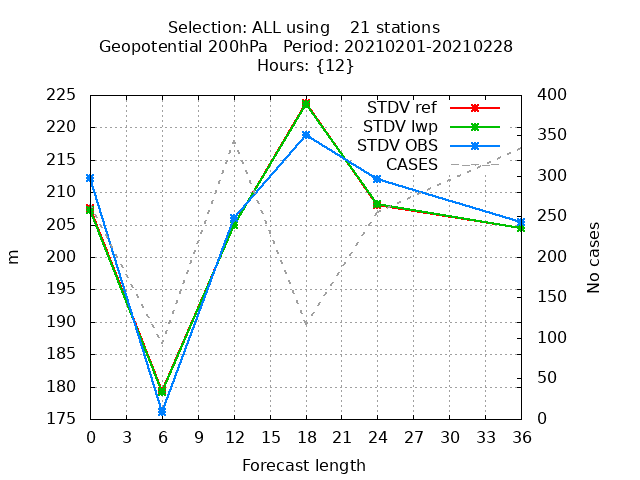 Selection: ALL using    21 stations
Geopotential 200hPa   Period: 20210201-20210228
Hours: {12}
225 400
STDV ref
220 350
STDV lwp
STDV OBS
215
CASES
210 300
205 250
m 200 200 No cases
195 150
190 100
185
180 50
175 0
0 3 6 9 12 15 18 21 24 27 30 33 36
Forecast length